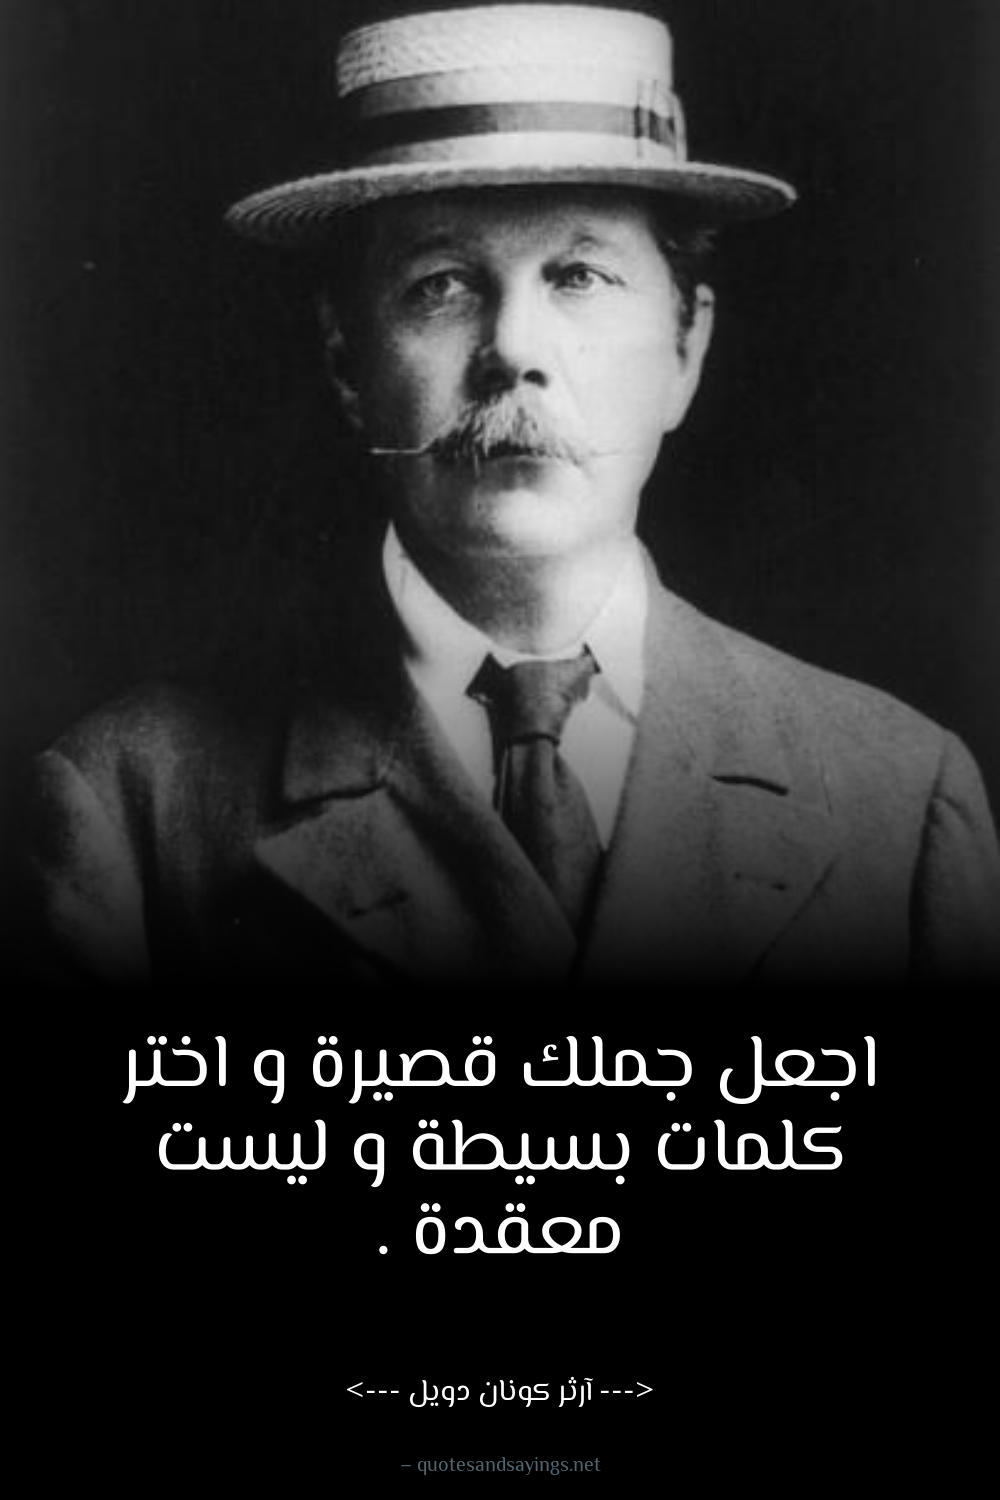 اجعل جملك قصيرة و اختر
كلمات بسيطة و ليست
معقدة .
<--- آرثر كونان دويل --->
– quotesandsayings.net